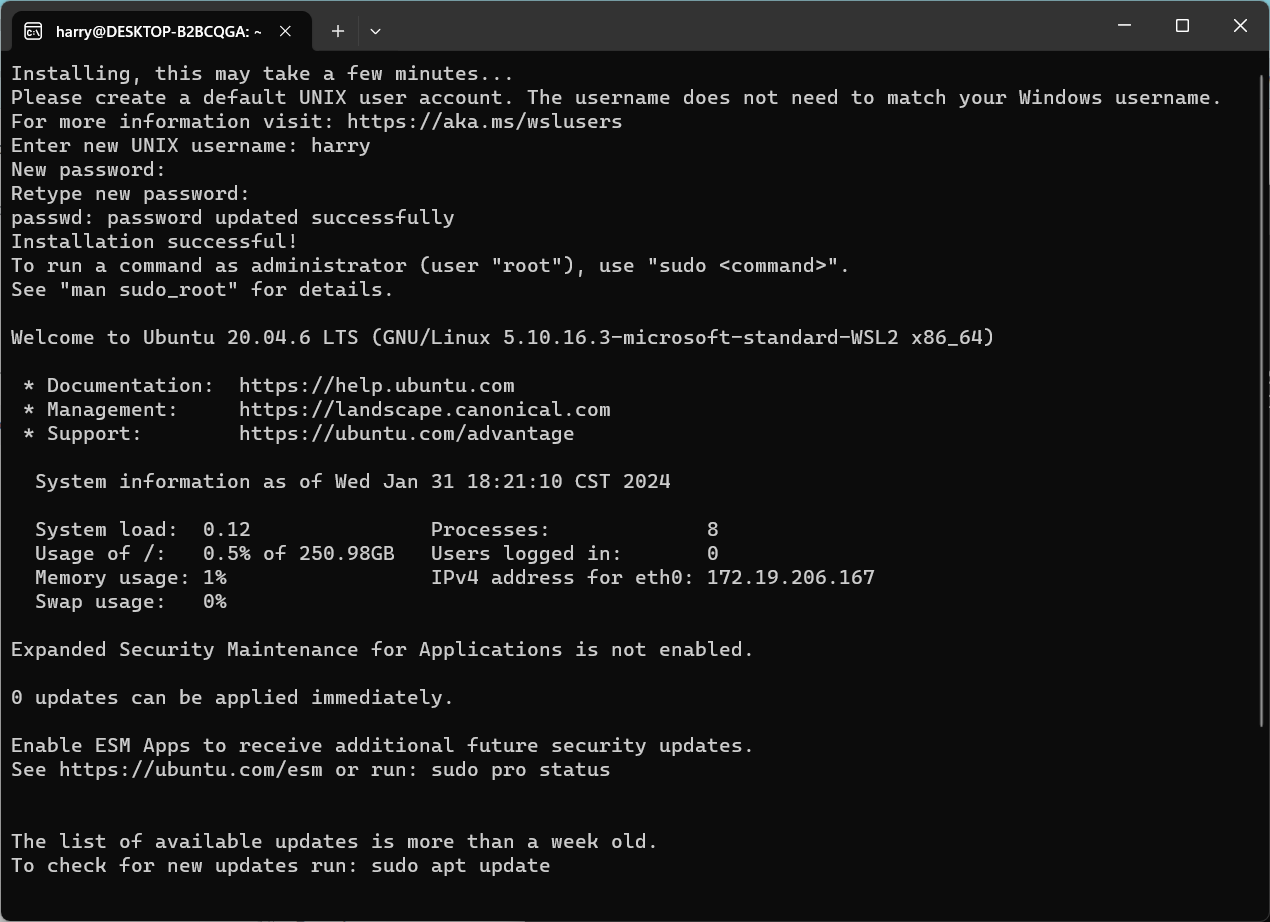 harry@DESKTOP-B2BCQGA: ~
Installing, this may take a few minutes...
Please create a default UNIX user account. The username does not need to match your Windows username.
For more information visit: https://aka.ms/wslusers
Enter new UNIX username: harry
New password:
Retype new password:
passwd: password updated successfully
Installation successful!
To run a command as administrator (user "root"), use "sudo <command>".
See "man sudo_root" for details.

Welcome to Ubuntu 20.04.6 LTS (GNU/Linux 5.10.16.3-microsoft-standard-WSL2 x86_64)

 * Documentation:  https://help.ubuntu.com
 * Management:     https://landscape.canonical.com
 * Support:        https://ubuntu.com/advantage

  System information as of Wed Jan 31 18:21:10 CST 2024

  System load:  0.12               Processes:             8
  Usage of /:   0.5% of 250.98GB   Users logged in:       0
  Memory usage: 1%                 IPv4 address for eth0: 172.19.206.167
  Swap usage:   0%

Expanded Security Maintenance for Applications is not enabled.

0 updates can be applied immediately.

Enable ESM Apps to receive additional future security updates.
See https://ubuntu.com/esm or run: sudo pro status


The list of available updates is more than a week old.
To check for new updates run: sudo apt update